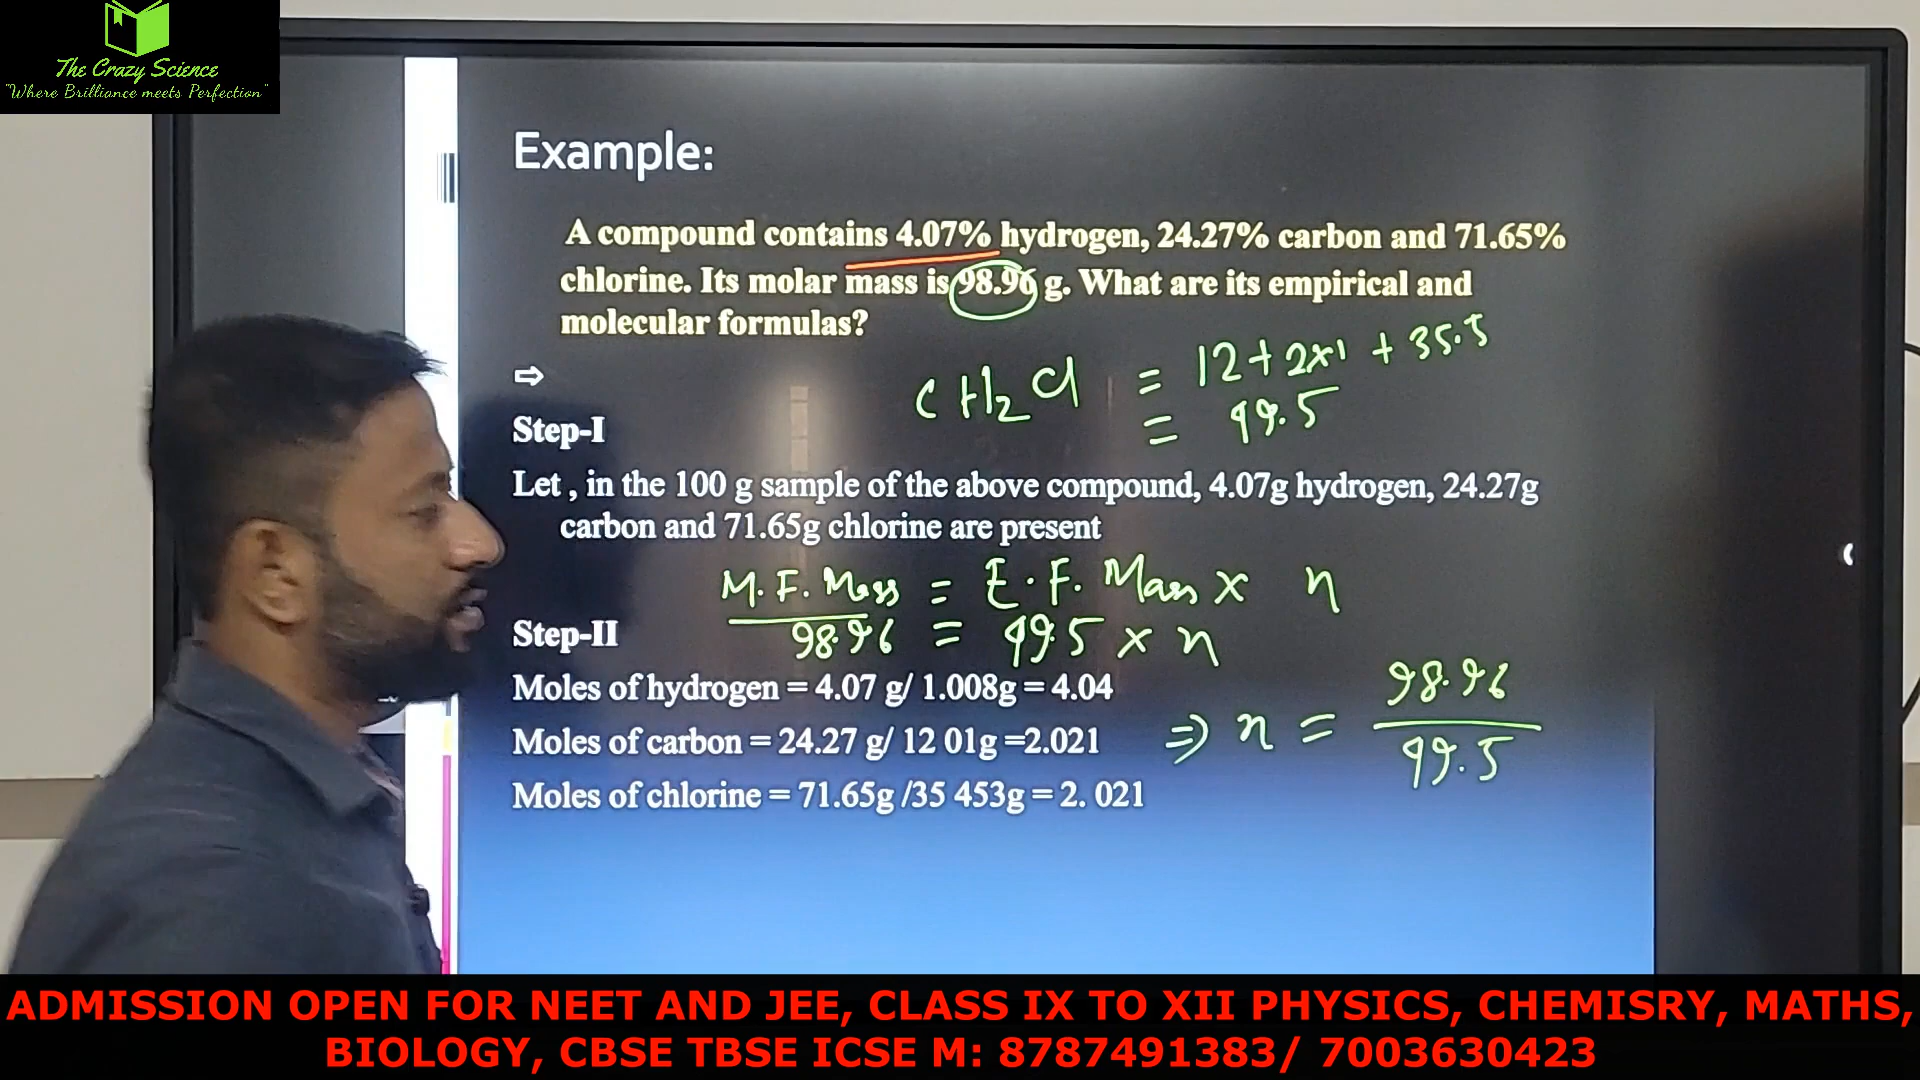 The Crazy Science
"Where Brilliance meets Perfection"
Example:
A compound contains 4.07% hydrogen, 24.27% carbon and 71.65%
chlorine. Its molar mass is 98.96 g. What are its empirical and
molecular formulas?
⇨
CH₂Cl = 12 + 2×1 + 35.5
= 49.5
Step-I
Let , in the 100 g sample of the above compound, 4.07g hydrogen, 24.27g
carbon and 71.65g chlorine are present
M. F. Mass = E. F. Mass × n
98.96 = 49.5 × n
Step-II
Moles of hydrogen = 4.07 g/ 1.008g = 4.04
Moles of carbon = 24.27 g/ 12 01g =2.021
Moles of chlorine = 71.65g /35 453g = 2. 021
⇒ n = 98.96
49.5
ADMISSION OPEN FOR NEET AND JEE, CLASS IX TO XII PHYSICS, CHEMISRY, MATHS,
BIOLOGY, CBSE TBSE ICSE M: 8787491383/ 7003630423